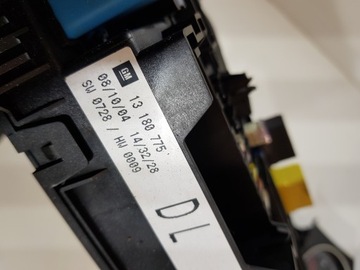 GM
13 180 775
08/10/04 14/32/28
SW 0728 / HW 0009
DL